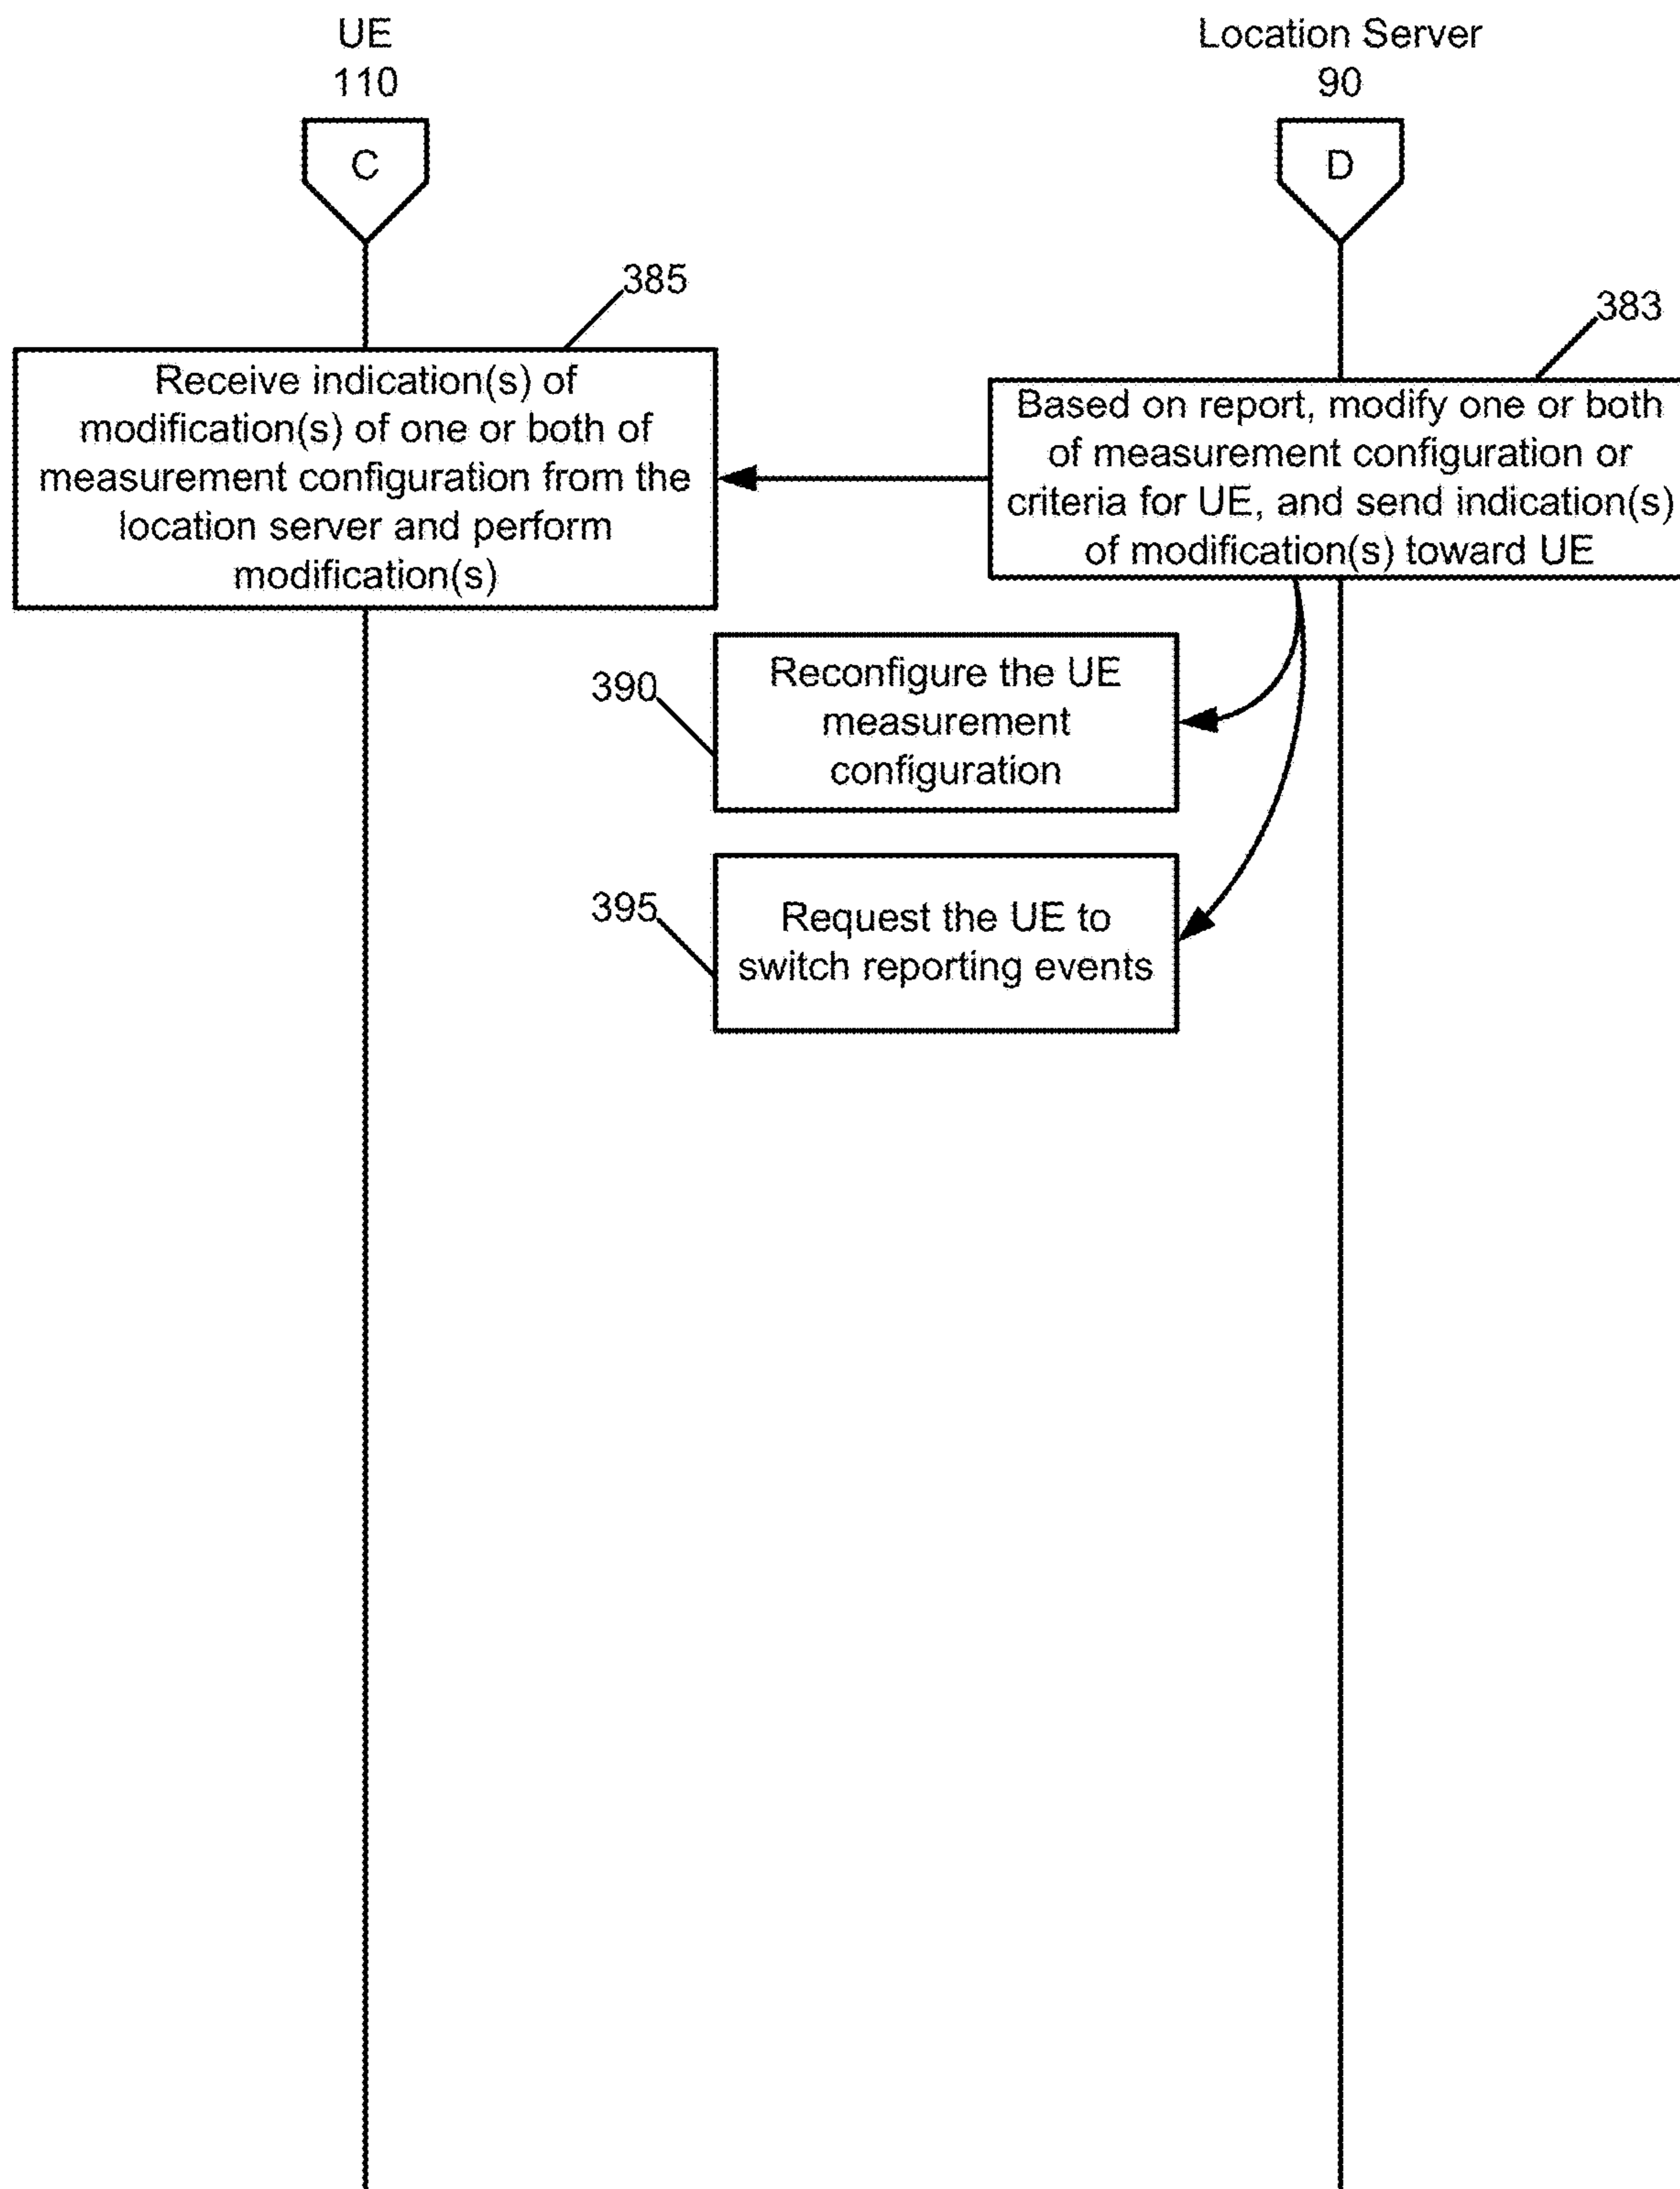 UE
110
Location Server
90
C
D
385
383
Receive indication(s) of
modification(s) of one or both of
measurement configuration from the
location server and perform
modification(s)
Based on report, modify one or both
of measurement configuration or
criteria for UE, and send indication(s)
of modification(s) toward UE
390
Reconfigure the UE
measurement
configuration
395
Request the UE to
switch reporting events